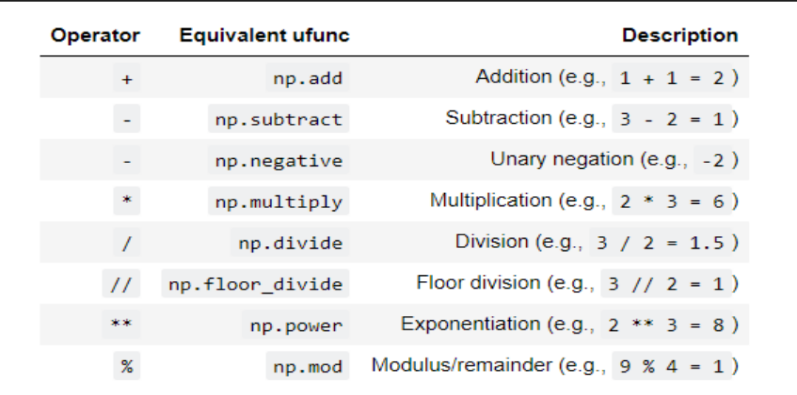 Operator Equivalent ufunc Description
+ np.add Addition (e.g., 1 + 1 = 2 )
- np.subtract Subtraction (e.g., 3 - 2 = 1 )
- np.negative Unary negation (e.g., -2 )
* np.multiply Multiplication (e.g., 2 * 3 = 6 )
/ np.divide Division (e.g., 3 / 2 = 1.5 )
// np.floor_divide Floor division (e.g., 3 // 2 = 1 )
** np.power Exponentiation (e.g., 2 ** 3 = 8 )
% np.mod Modulus/remainder (e.g., 9 % 4 = 1 )